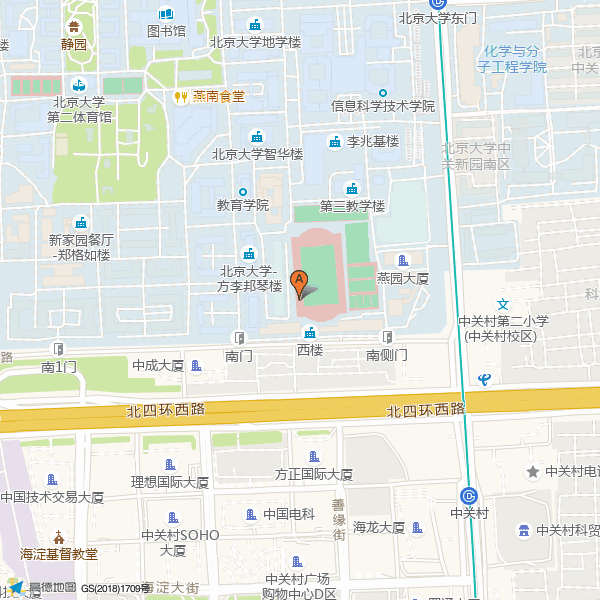 北京大学东门
图书馆
静园
楼
北京大学地学楼
化学与分
子工程学院
北京
中关
北京大学
第二体育馆
燕南食堂
信息科学技术学院
北京大学智华楼
李兆基楼
北京大学中
关新园南区
教育学院
第三教学楼
新家园餐厅
-郑格如楼
北京大学-
方李邦琴楼
A
燕园大厦
科
中关村第二小学
(中关村校区)
路
南1门
南门
西楼
南侧门
中成大厦
北四环西路
北四环西路
中国技术交易大厦
理想国际大厦
方正国际大厦
中关村电
中关村
中关村SOHO
大厦
中国电科
善缘街
海龙大厦
中关村科贸
海淀基督教堂
中关村广场
购物中心D区
海淀大街
高德地图 GS(2018)1709号